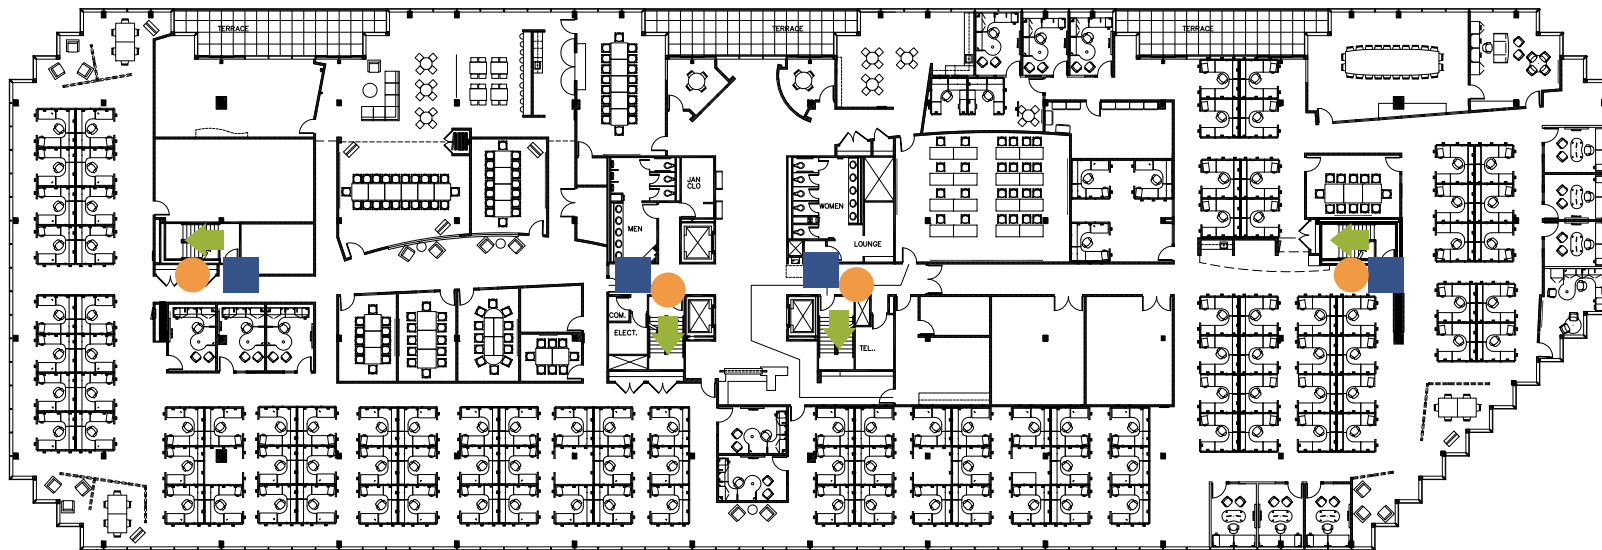 TERRACE
TERRACE
TERRACE
JAN
CLO
MEN
WOMEN
LOUNGE
COM.
ELECT.
TEL..